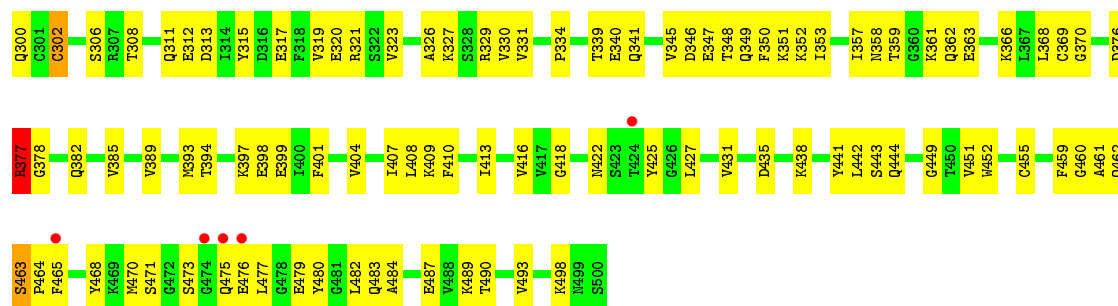 Q300 C301 C302 S306 R307 T308 Q311 E312 D313 I314 Y315 D316 E317 F318 V319 E320 R321 S322 V323 A326 K327 S328 R329 V330 V331 P334 T339 E340 Q341 V345 D346 E347 T348 Q349 F350 K351 K352 I353 I357 N358 T359 G360 K361 Q362 E363 K366 L367 L368 C369 G370 D376
R377 G378 Q382 V385 V389 M393 T394 K397 E398 E399 I400 F401 V404 I407 L408 K409 F410 I413 V416 V417 G418 N422 S423 T424 Y425 G426 L427 V431 D435 K438 Y441 L442 S443 Q444 G449 T450 V451 W452 C455 F459 G460 A461 Q462
S463 P464 F465 Y468 K469 M470 S471 G472 S473 G474 Q475 E476 L477 G478 E479 Y480 G481 L482 Q483 A484 E487 V488 K489 T490 V493 K498 N499 S500